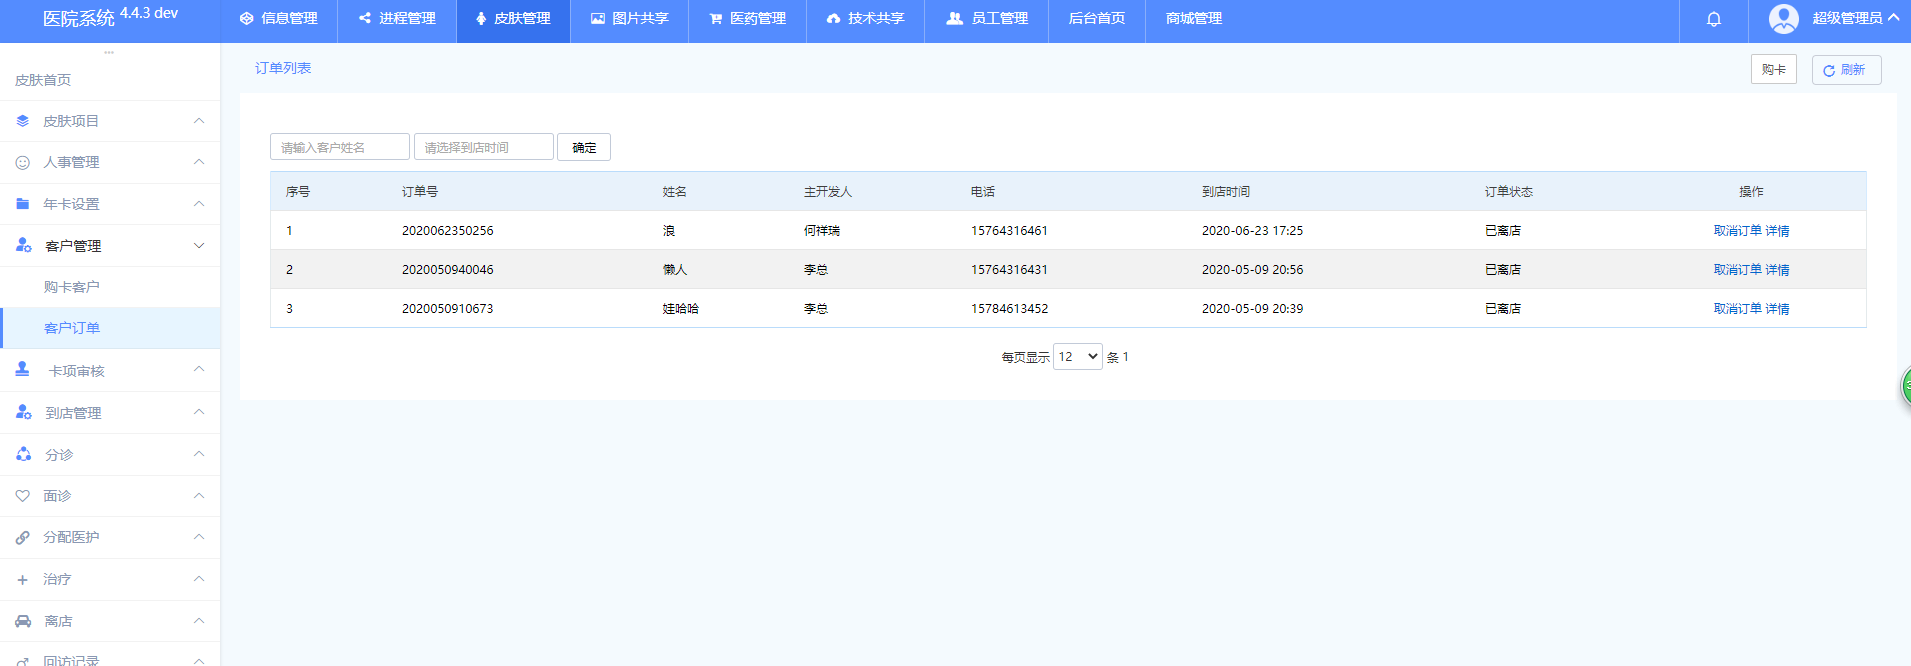 医院系统 4.4.3 dev
信息管理 进程管理 皮肤管理 图片共享 医药管理 技术共享 员工管理 后台首页 商城管理 超级管理员
皮肤首页
皮肤项目
人事管理
年卡设置
客户管理
购卡客户
客户订单
卡项审核
到店管理
分诊
面诊
分配医护
治疗
离店
回访记录
订单列表 购卡 刷新
请输入客户姓名 请选择到店时间 确定
序号 订单号 姓名 主开发人 电话 到店时间 订单状态 操作
1 2020062350256 浪 何祥瑞 15764316461 2020-06-23 17:25 已离店 取消订单 详情
2 2020050940046 懒人 李总 15764316431 2020-05-09 20:56 已离店 取消订单 详情
3 2020050910673 娃哈哈 李总 15784613452 2020-05-09 20:39 已离店 取消订单 详情
每页显示 12 条 1